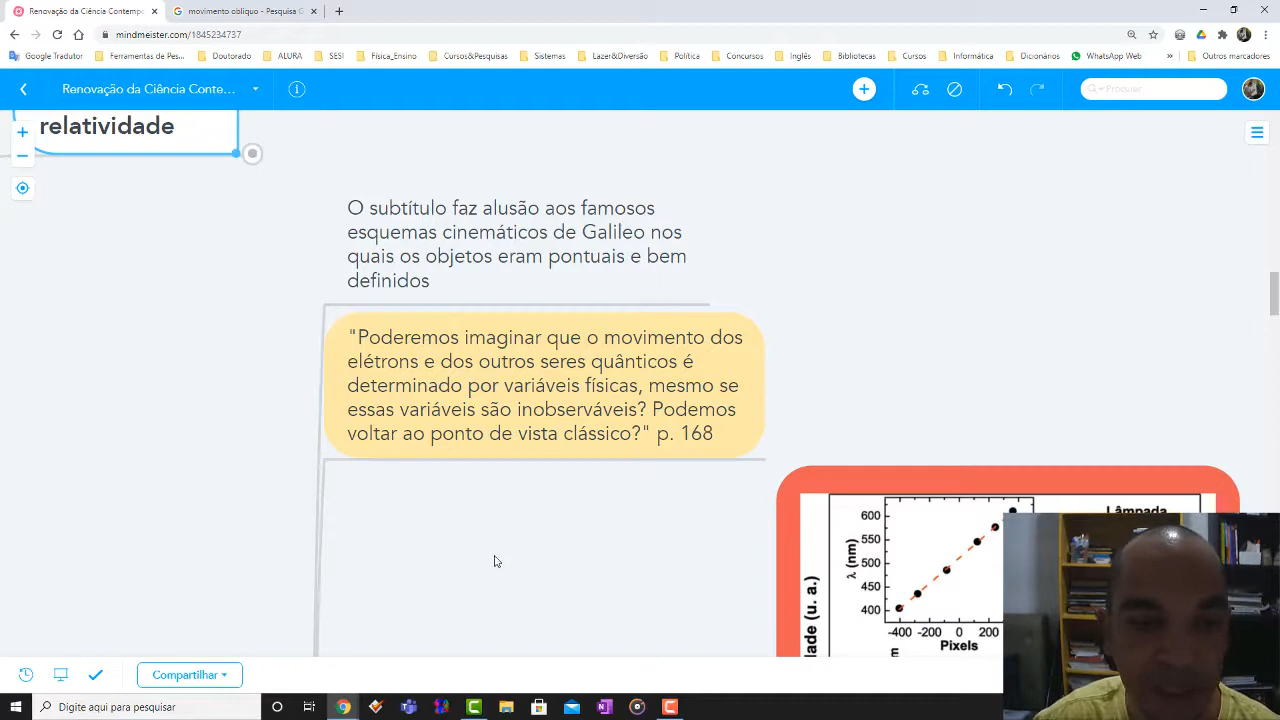 Renovação da Ciência Contempo
movimento oblíquo - Pesquisa G
mindmeister.com/1845234737
Google Tradutor
Ferramentas de Pes...
Doutorado
ALURA
SESI
Física_Ensino
Cursos&Pesquisas
Sistemas
Lazer&Diversão
Política
Concursos
Inglês
Bibliotecas
Cursos
Informática
Dicionários
WhatsApp Web
»
Outros marcadores
Renovação da Ciência Conte...
Procurar
relatividade
O subtítulo faz alusão aos famosos
esquemas cinemáticos de Galileo nos
quais os objetos eram pontuais e bem
definidos
"Poderemos imaginar que o movimento dos
elétrons e dos outros seres quânticos é
determinado por variáveis físicas, mesmo se
essas variáveis são inobserváveis? Podemos
voltar ao ponto de vista clássico?" p. 168
Lâmpada
600
550
500
450
400
λ (nm)
-400 -200 0 200
Pixels
dade (u. a.)
Compartilhar
Digite aqui para pesquisar